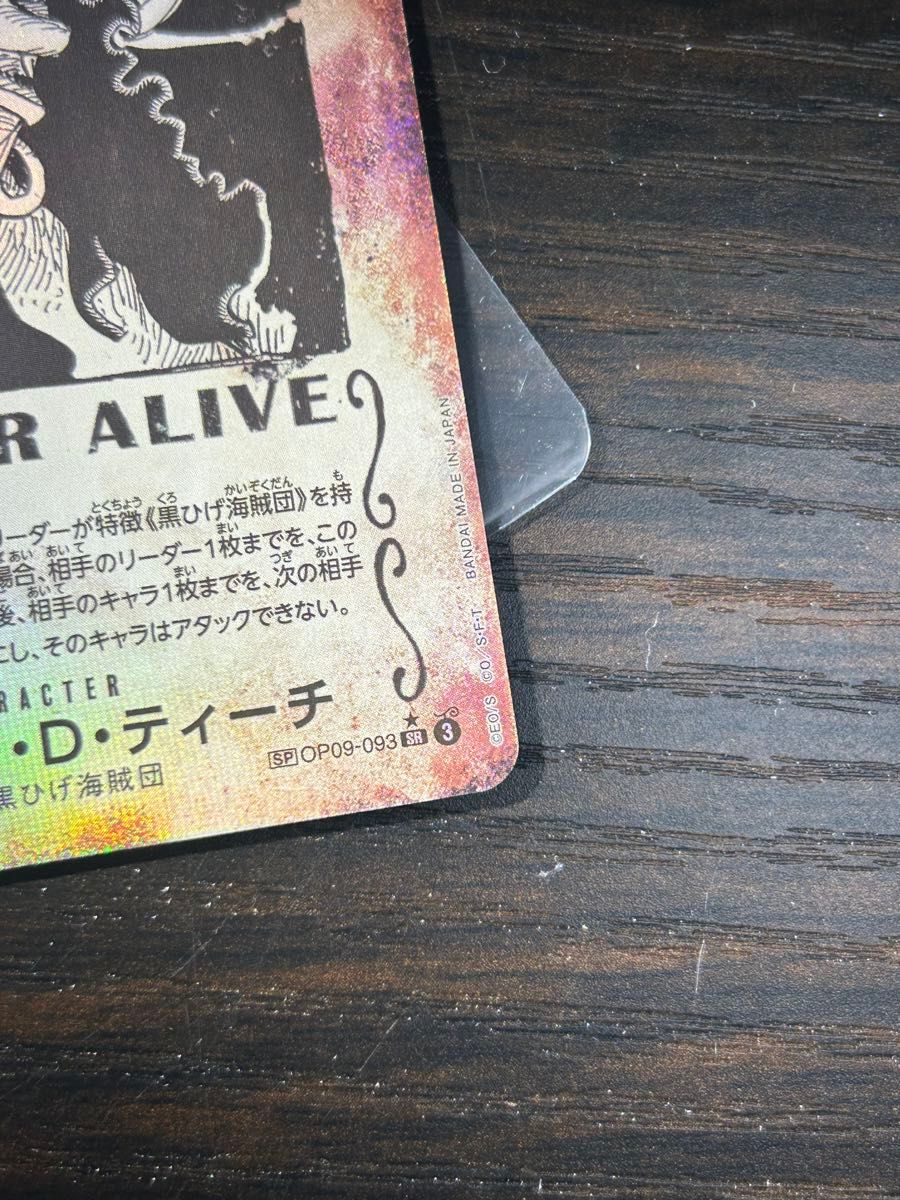 R ALIVE
リーダーが特徴《黒ひげ海賊団》を持
場合、相手のリーダー1枚までを、この
後、相手のキャラ1枚までを、次の相手
にし、そのキャラはアタックできない。
RACTER
・D・ティーチ
黒ひげ海賊団
SP OP09-093 SR 3
©EO/S ©O/S・F・T BANDAI MADE IN JAPAN